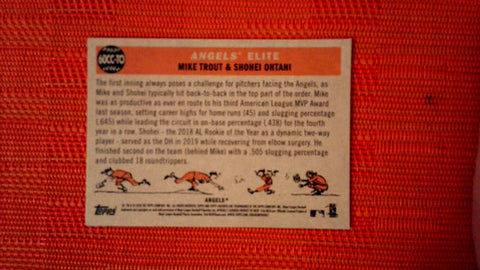 60CC-TO
ANGELS' ELITE
MIKE TROUT & SHOHEI OHTANI
The first inning always poses a challenge for pitchers facing the Angels, as
Mike and Shohei typically hit back-to-back in the top part of the order. Mike
was as productive as ever en route to his third American League MVP Award
last season, setting career highs for home runs (45) and slugging percentage
(.645) while leading the circuit in on-base percentage (.438) for the fourth
year in a row. Shohei - the 2018 AL Rookie of the Year as a dynamic two-way
player - served as the DH in 2019 while recovering from elbow surgery. He
finished second on the team (behind Mike) with a .505 slugging percentage
and clubbed 18 roundtrippers.
ANGELS
TOPPS